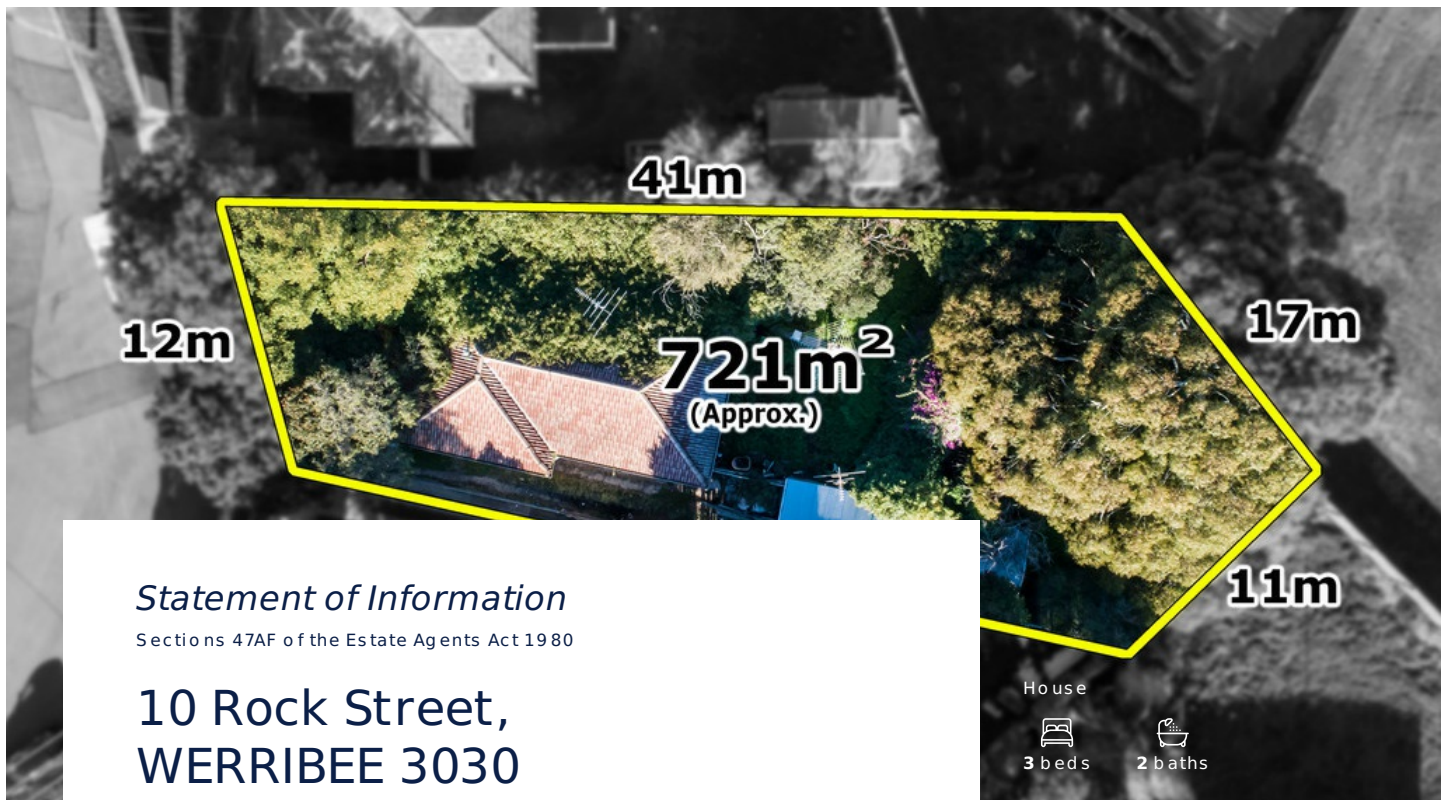 41m
12m
17m
721m²
(Approx.)
11m
Statement of Information
Sections 47AF of the Estate Agents Act 1980
10 Rock Street,
WERRIBEE 3030
House
3 beds 2 baths